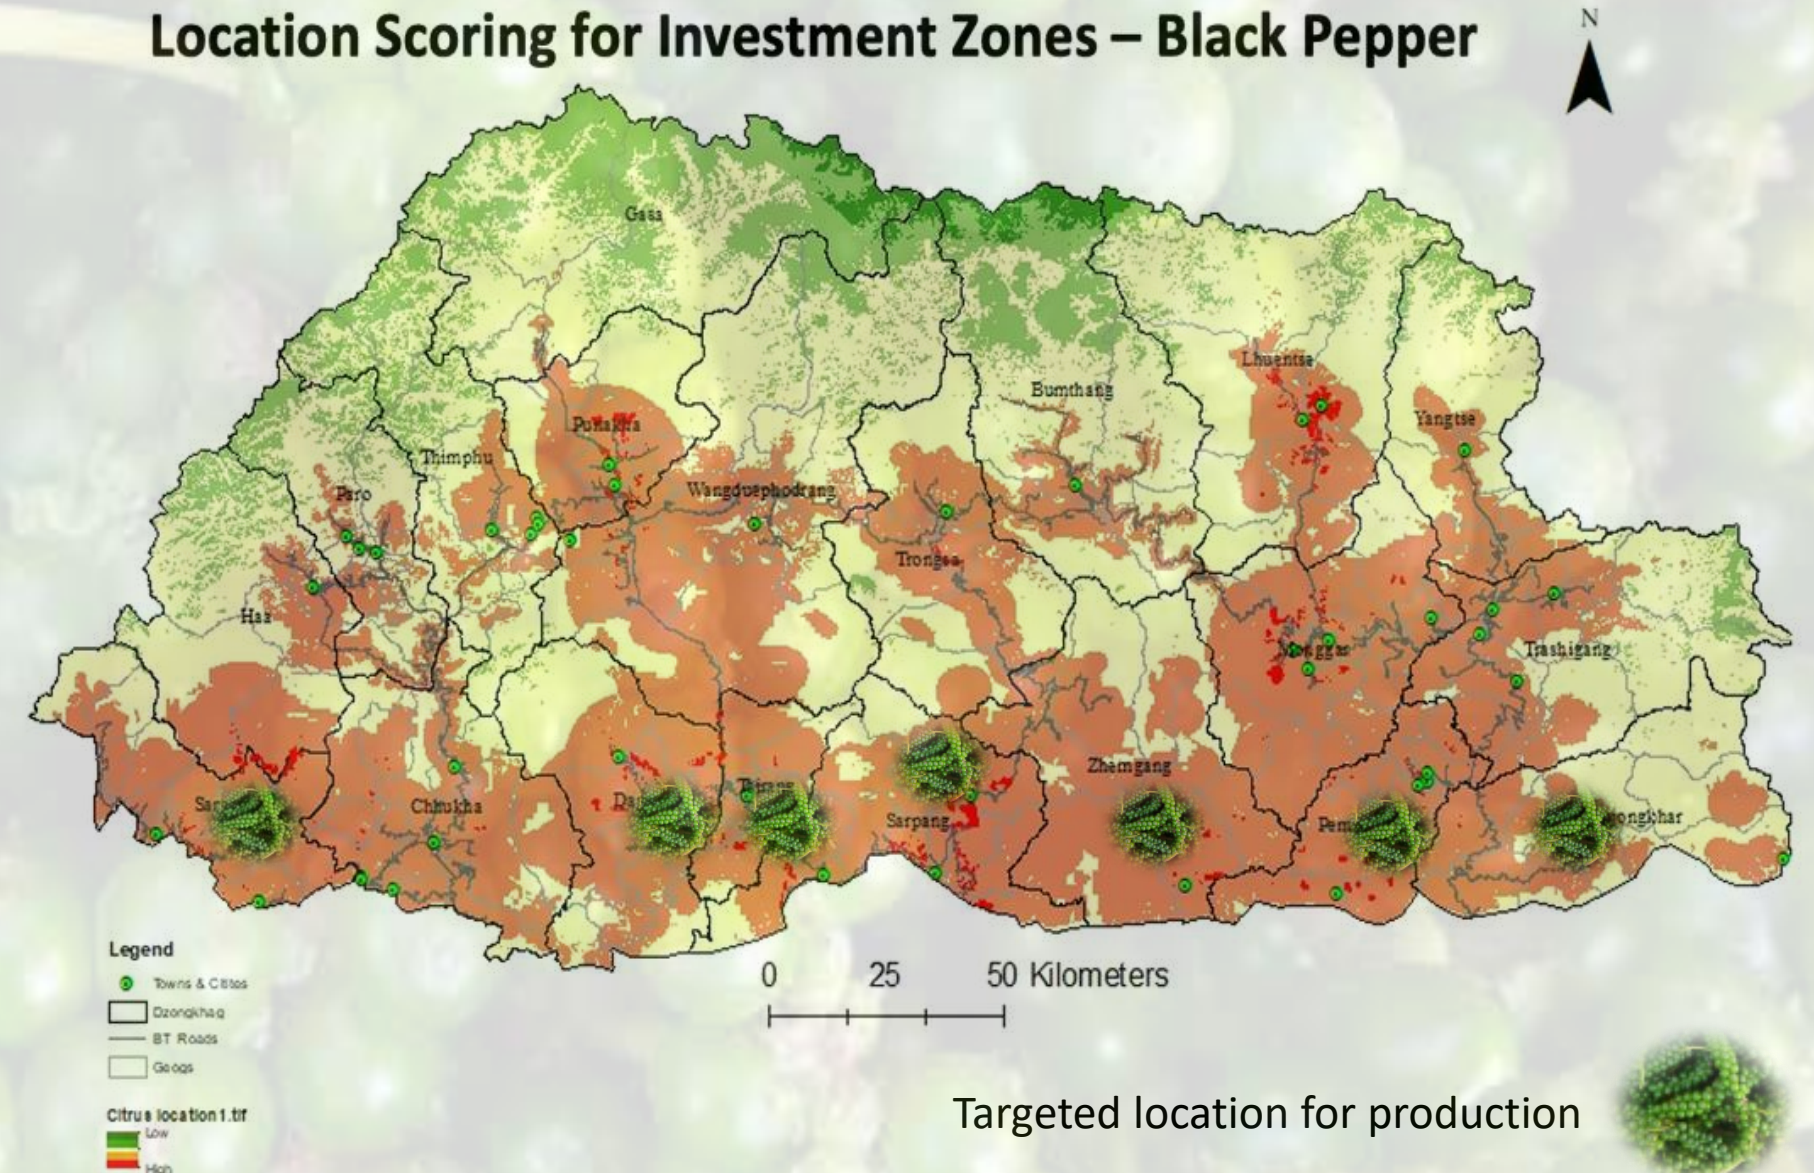 Location Scoring for Investment Zones – Black Pepper
N
Gasa
Lhuentse
Bumthang
Punakha
Yangtse
Thimphu
Paro
Wangduephodrang
Trongsa
Haa
Monggar
Trashigang
Zhemgang
Chhukha
Sarpang
Legend
Towns & Cities
Dzongkhag
BT Roads
Geogs
Citrus location1.tif
Low
High
0 25 50 Kilometers
Targeted location for production